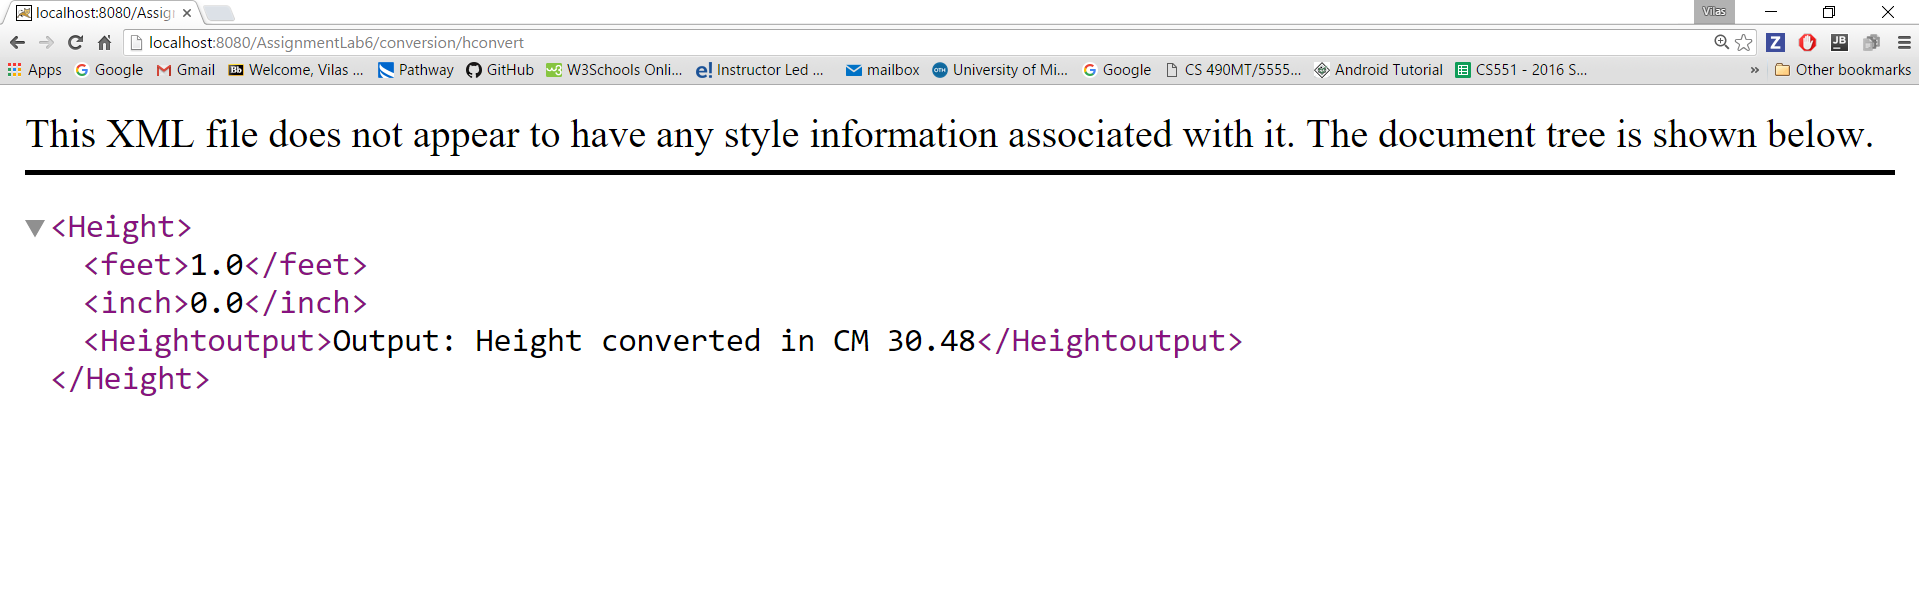 localhost:8080/Assig
Vilas
localhost:8080/AssignmentLab6/conversion/hconvert
Z JB
Apps G Google Gmail Bb Welcome, Vilas ... Pathway GitHub W3 W3Schools Onli... e! Instructor Led ... mailbox University of Mi... G Google CS 490MT/5555... Android Tutorial CS551 - 2016 S... » Other bookmarks
This XML file does not appear to have any style information associated with it. The document tree is shown below.
<Height>
<feet>1.0</feet>
<inch>0.0</inch>
<Heightoutput>Output: Height converted in CM 30.48</Heightoutput>
</Height>